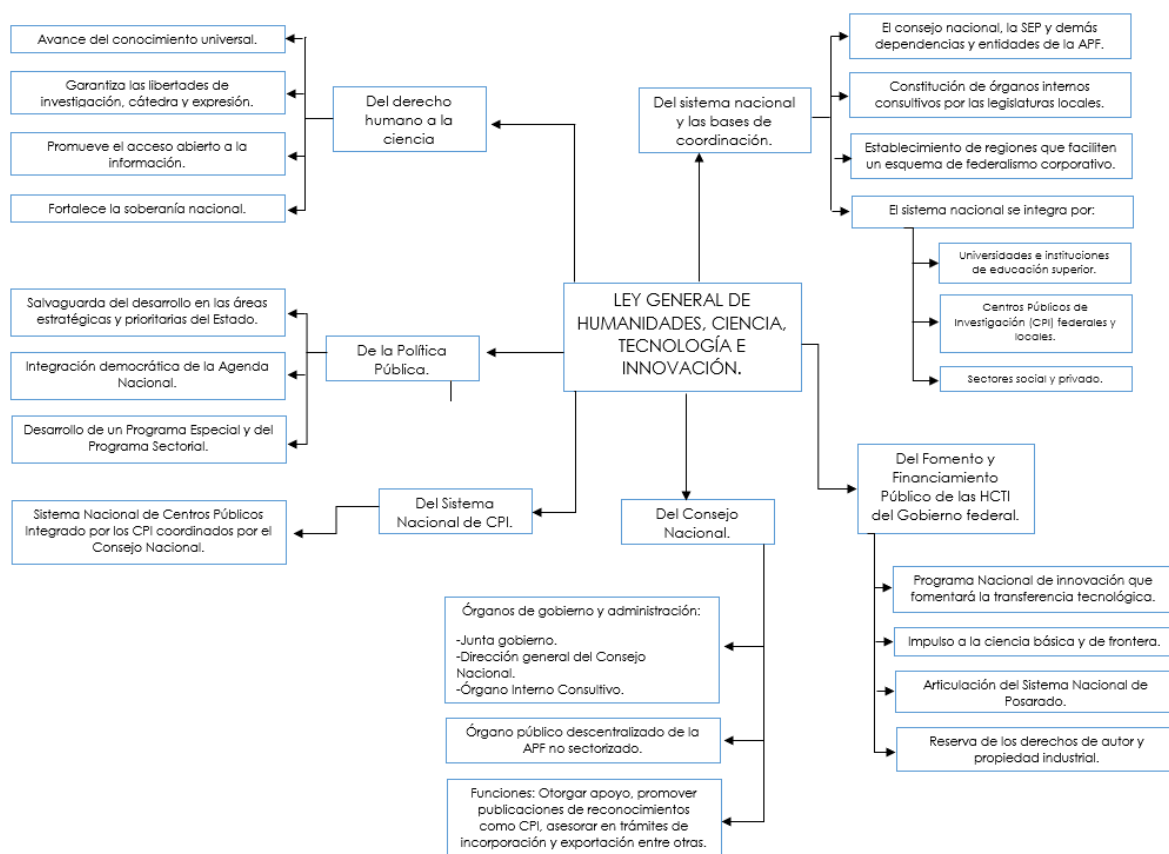 Avance del conocimiento universal.
Garantiza las libertades de
investigación, cátedra y expresión.
Promueve el acceso abierto a la
información.
Fortalece la soberanía nacional.
Del derecho
humano a la
ciencia
Del sistema nacional
y las bases de
coordinación.
El consejo nacional, la SEP y demás
dependencias y entidades de la APF.
Constitución de órganos internos
consultivos por las legislaturas locales.
Establecimiento de regiones que faciliten
un esquema de federalismo corporativo.
El sistema nacional se integra por:
Universidades e instituciones
de educación superior.
Centros Públicos de
Investigación (CPI) federales y
locales.
Sectores social y privado.
LEY GENERAL DE
HUMANIDADES, CIENCIA,
TECNOLOGÍA E
INNOVACIÓN.
Salvaguarda del desarrollo en las áreas
estratégicas y prioritarias del Estado.
Integración democrática de la Agenda
Nacional.
Desarrollo de un Programa Especial y del
Programa Sectorial.
De la Política
Pública.
Sistema Nacional de Centros Públicos
Integrado por los CPI coordinados por el
Consejo Nacional.
Del Sistema
Nacional de CPI.
Del Consejo
Nacional.
Órganos de gobierno y administración:
-Junta gobierno.
-Dirección general del Consejo
Nacional.
-Órgano Interno Consultivo.
Órgano público descentralizado de la
APF no sectorizado.
Funciones: Otorgar apoyo, promover
publicaciones de reconocimientos
como CPI, asesorar en trámites de
incorporación y exportación entre otras.
Del Fomento y
Financiamiento
Público de las HCTI
del Gobierno federal.
Programa Nacional de innovación que
fomentará la transferencia tecnológica.
Impulso a la ciencia básica y de frontera.
Articulación del Sistema Nacional de
Posarado.
Reserva de los derechos de autor y
propiedad industrial.